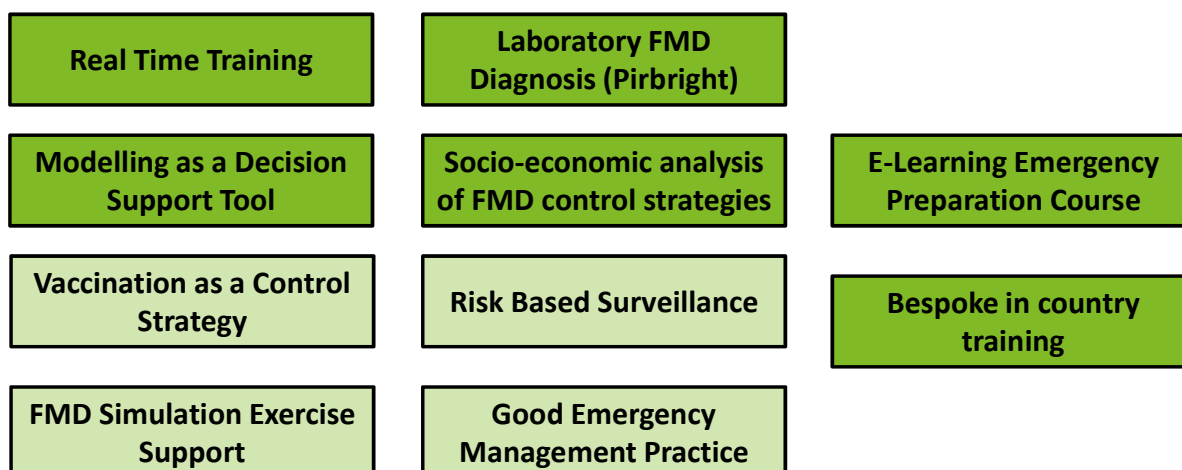 Real Time Training
Laboratory FMD
Diagnosis (Pirbright)
Modelling as a Decision
Support Tool
Socio-economic analysis
of FMD control strategies
E-Learning Emergency
Preparation Course
Vaccination as a Control
Strategy
Risk Based Surveillance
Bespoke in country
training
FMD Simulation Exercise
Support
Good Emergency
Management Practice